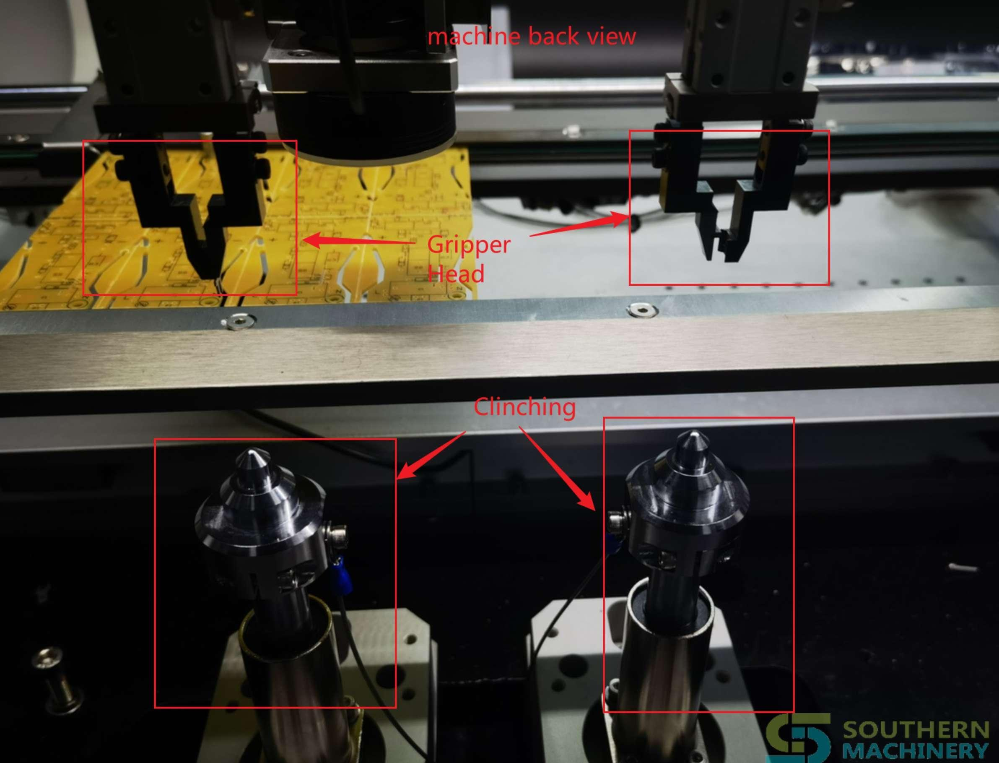 machine back view
Gripper
Head
Clinching
SOUTHERN
MACHINERY